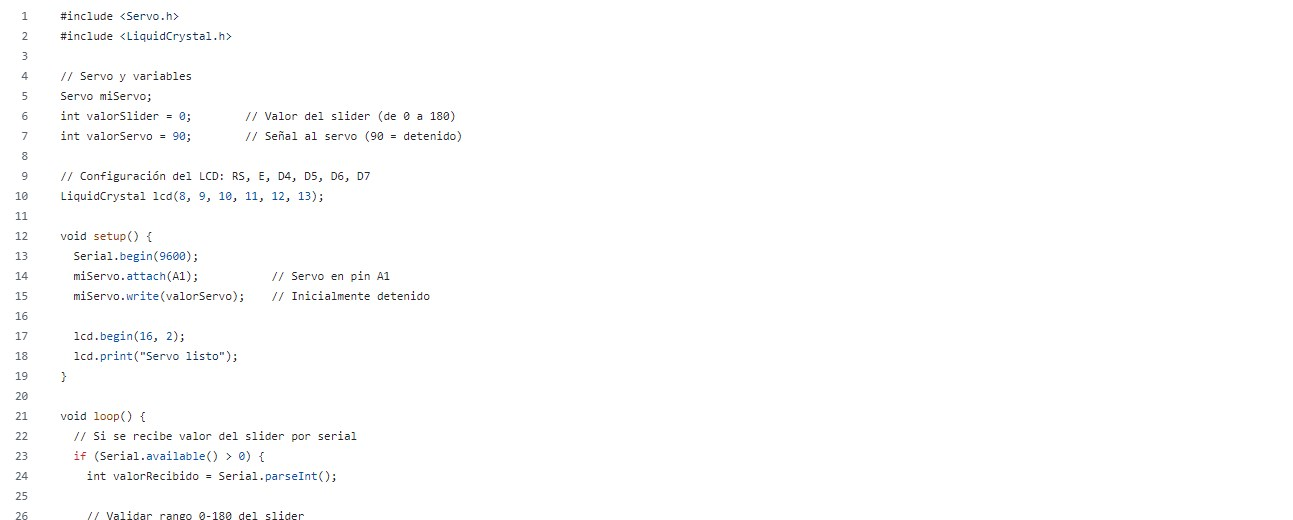 1 #include <Servo.h>
2 #include <LiquidCrystal.h>
3
4 // Servo y variables
5 Servo miServo;
6 int valorSlider = 0;        // Valor del slider (de 0 a 180)
7 int valorServo = 90;        // Señal al servo (90 = detenido)
8
9 // Configuración del LCD: RS, E, D4, D5, D6, D7
10 LiquidCrystal lcd(8, 9, 10, 11, 12, 13);
11
12 void setup() {
13   Serial.begin(9600);
14   miServo.attach(A1);           // Servo en pin A1
15   miServo.write(valorServo);    // Inicialmente detenido
16
17   lcd.begin(16, 2);
18   lcd.print("Servo listo");
19 }
20
21 void loop() {
22   // Si se recibe valor del slider por serial
23   if (Serial.available() > 0) {
24     int valorRecibido = Serial.parseInt();
25
26     // Validar rango 0-180 del slider